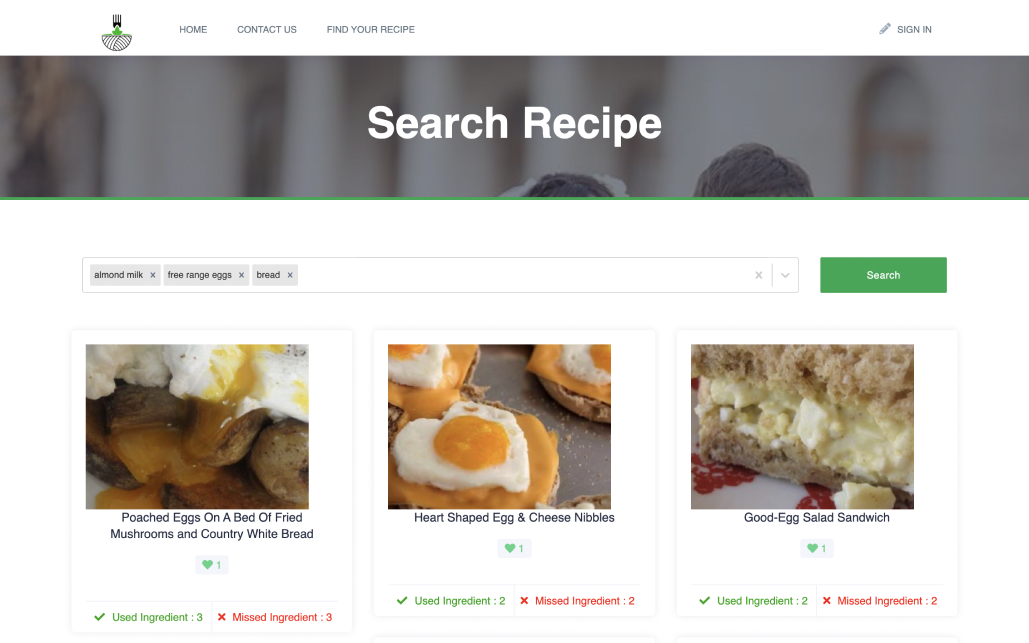 HOME CONTACT US FIND YOUR RECIPE SIGN IN
Search Recipe
almond milk × free range eggs × bread × Search
Poached Eggs On A Bed Of Fried
Mushrooms and Country White Bread
1
Used Ingredient : 3 Missed Ingredient : 3
Heart Shaped Egg & Cheese Nibbles
1
Used Ingredient : 2 Missed Ingredient : 2
Good-Egg Salad Sandwich
1
Used Ingredient : 2 Missed Ingredient : 2